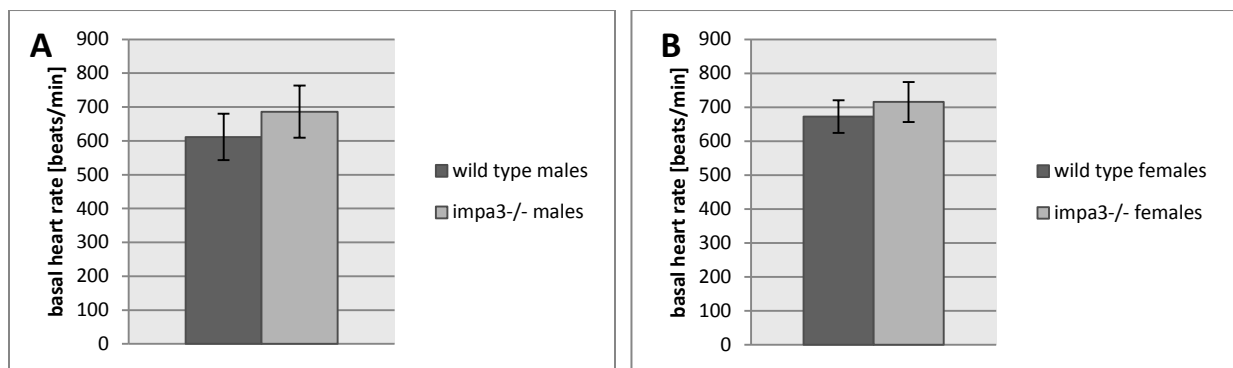 A
basal heart rate [beats/min]
900
800
700
600
500
400
300
200
100
0
wild type males
impa3-/- males
B
basal heart rate [beats/min]
900
800
700
600
500
400
300
200
100
0
wild type females
impa3-/- females